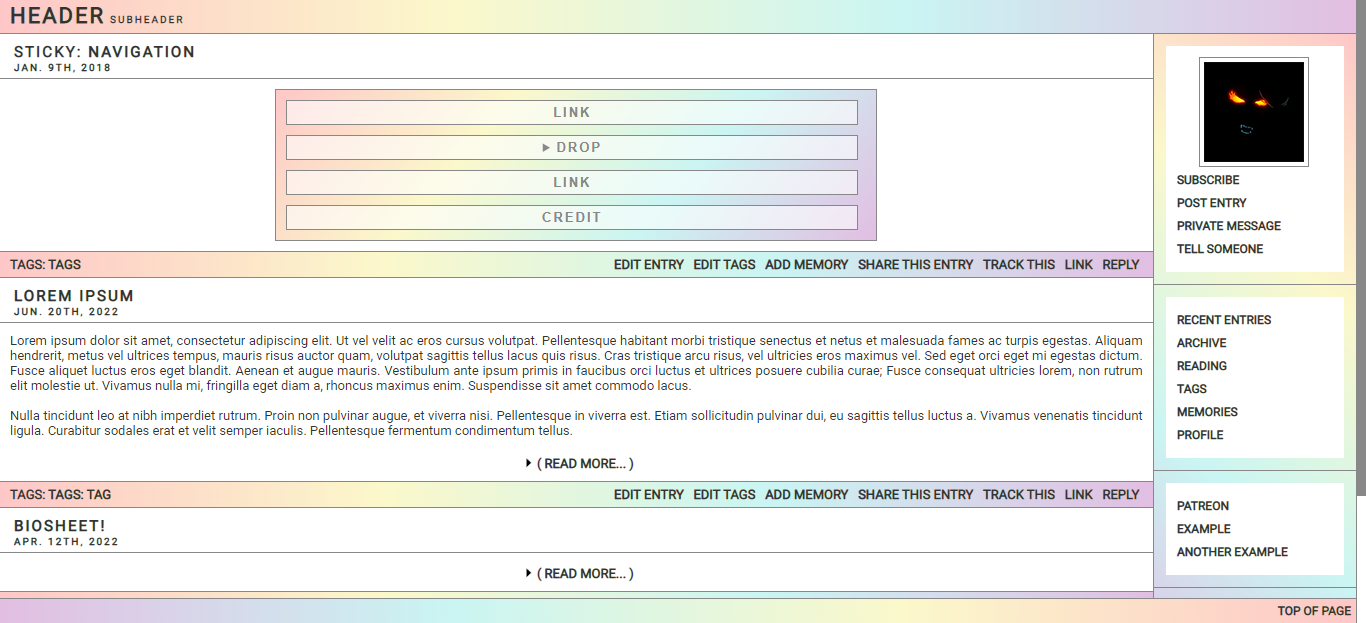 HEADER SUBHEADER
STICKY: NAVIGATION
JAN. 9TH, 2018
LINK
DROP
LINK
CREDIT
TAGS: TAGS EDIT ENTRY EDIT TAGS ADD MEMORY SHARE THIS ENTRY TRACK THIS LINK REPLY
LOREM IPSUM
JUN. 20TH, 2022
Lorem ipsum dolor sit amet, consectetur adipiscing elit. Ut vel velit ac eros cursus volutpat. Pellentesque habitant morbi tristique senectus et netus et malesuada fames ac turpis egestas. Aliquam
hendrerit, metus vel ultrices tempus, mauris risus auctor quam, volutpat sagittis tellus lacus quis risus. Cras tristique arcu risus, vel ultricies eros maximus vel. Sed eget orci eget mi egestas dictum.
Fusce aliquet luctus eros eget blandit. Aenean et augue mauris. Vestibulum ante ipsum primis in faucibus orci luctus et ultrices posuere cubilia curae; Fusce consequat ultricies lorem, non rutrum
elit molestie ut. Vivamus nulla mi, fringilla eget diam a, rhoncus maximus enim. Suspendisse sit amet commodo lacus.
Nulla tincidunt leo at nibh imperdiet rutrum. Proin non pulvinar augue, et viverra nisi. Pellentesque in viverra est. Etiam sollicitudin pulvinar dui, eu sagittis tellus luctus a. Vivamus venenatis tincidunt
ligula. Curabitur sodales erat et velit semper iaculis. Pellentesque fermentum condimentum tellus.
( READ MORE... )
TAGS: TAGS: TAG EDIT ENTRY EDIT TAGS ADD MEMORY SHARE THIS ENTRY TRACK THIS LINK REPLY
BIOSHEET!
APR. 12TH, 2022
( READ MORE... )
SUBSCRIBE
POST ENTRY
PRIVATE MESSAGE
TELL SOMEONE
RECENT ENTRIES
ARCHIVE
READING
TAGS
MEMORIES
PROFILE
PATREON
EXAMPLE
ANOTHER EXAMPLE
TOP OF PAGE